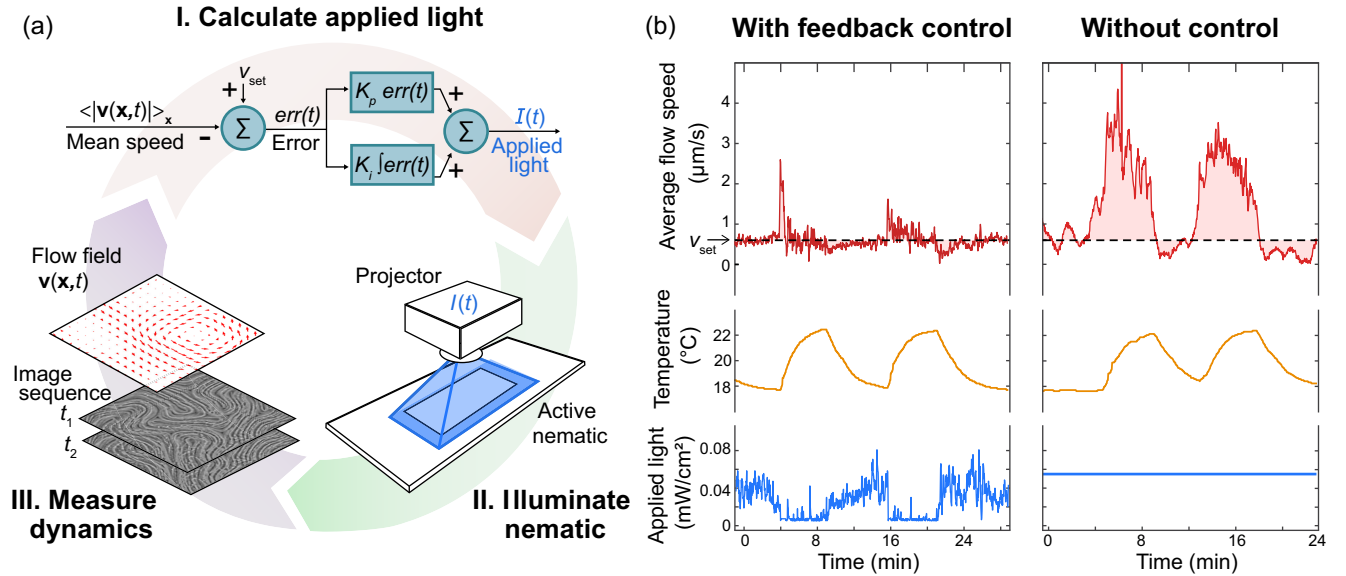 (a)
I. Calculate applied light
v_set
+
<|v(x,t)|>_x
Mean speed
-
Σ
err(t)
Error
K_p err(t)
K_i ∫err(t)
+
+
Σ
I(t)
Applied
light
Flow field
v(x,t)
Image
sequence
t_1
t_2
III. Measure
dynamics
Projector
I(t)
Active
nematic
II. Illuminate
nematic
(b)
With feedback control
Without control
Average flow speed
(μm/s)
4
3
2
1
0
v_set
Temperature
(°C)
22
20
18
Applied light
(mW/cm²)
0.08
0.04
0
0 8 16 24
Time (min)
0 8 16 24
Time (min)